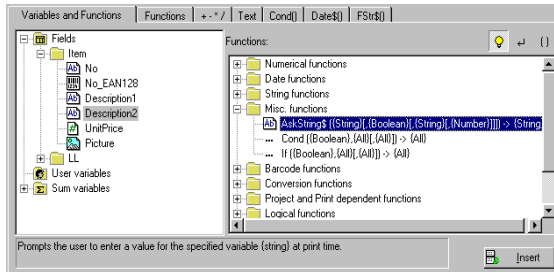 Variables and Functions Functions + - * / Text Cond() Date$() FStr$()
Fields
Item
No
No_EAN128
Description1
Description2
UnitPrice
Picture
LL
User variables
Sum variables
Functions:
Numerical functions
Date functions
String functions
Misc. functions
AskString$ ({String}[,{Boolean}[,{String}[,{Number}]]]) -> {String
Cond ({Boolean},{All}[,{All}]) -> {All}
If ({Boolean},{All}[,{All}]) -> {All}
Barcode functions
Conversion functions
Project and Print dependent functions
Logical functions
Prompts the user to enter a value for the specified variable {string} at print time.
Insert